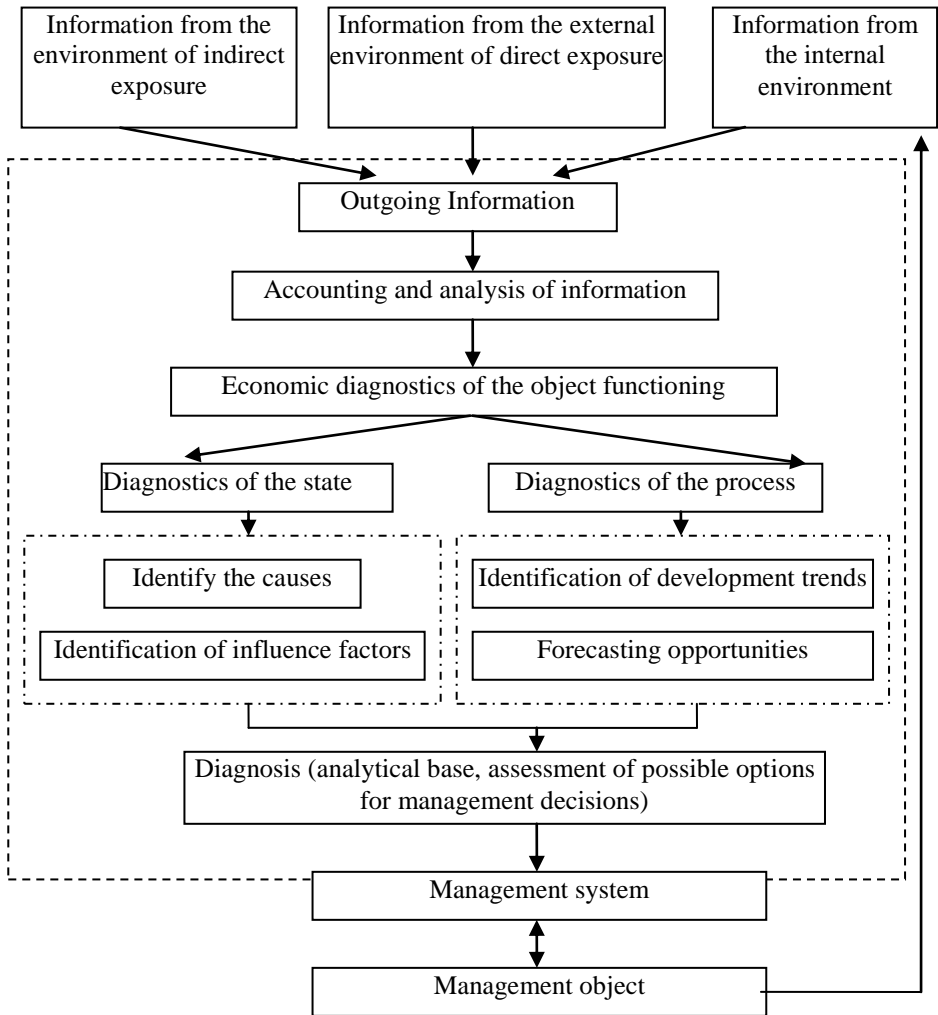 Information from the
environment of indirect
exposure
Information from the external
environment of direct exposure
Information from
the internal
environment
Outgoing Information
Accounting and analysis of information
Economic diagnostics of the object functioning
Diagnostics of the state
Diagnostics of the process
Identify the causes
Identification of influence factors
Identification of development trends
Forecasting opportunities
Diagnosis (analytical base, assessment of possible options
for management decisions)
Management system
Management object